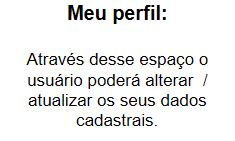 Meu perfil:
Através desse espaço o
usuário poderá alterar /
atualizar os seus dados
cadastrais.